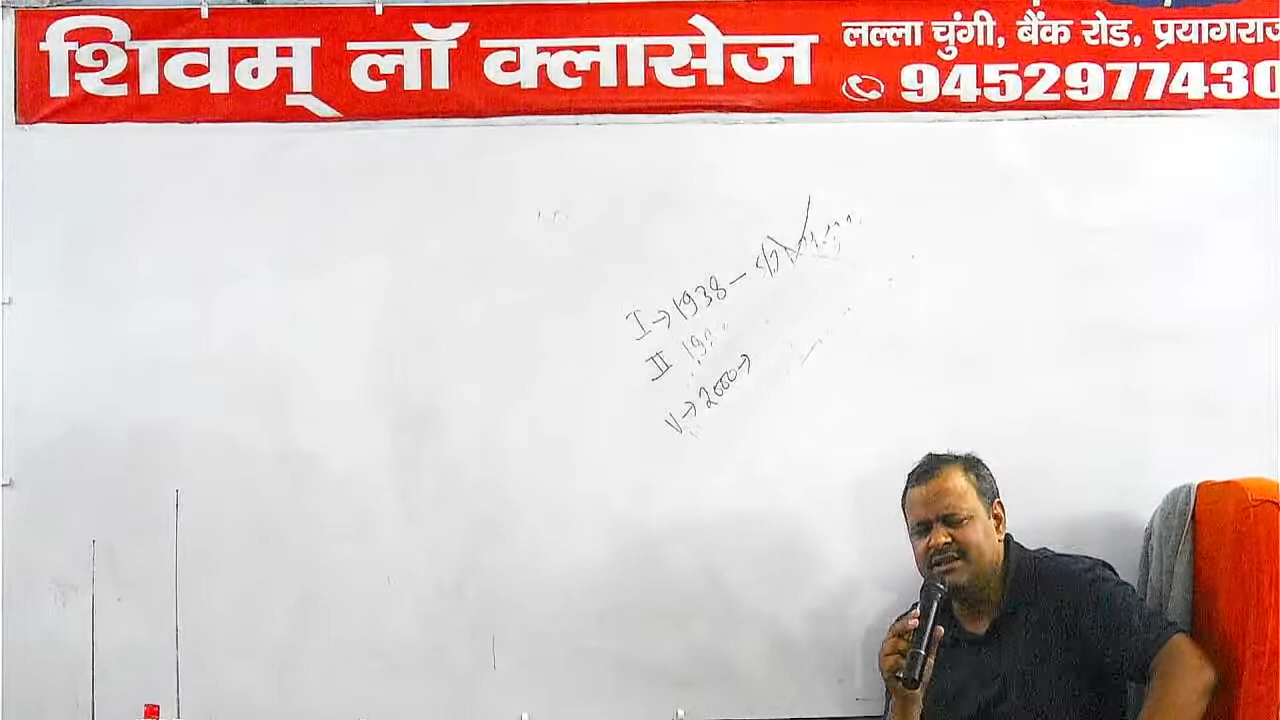 शिवम् लॉ क्लासेज
लल्ला चुंगी, बैंक रोड, प्रयागराज
9452977430
I → 1938 –
II 19
V → 2000 →